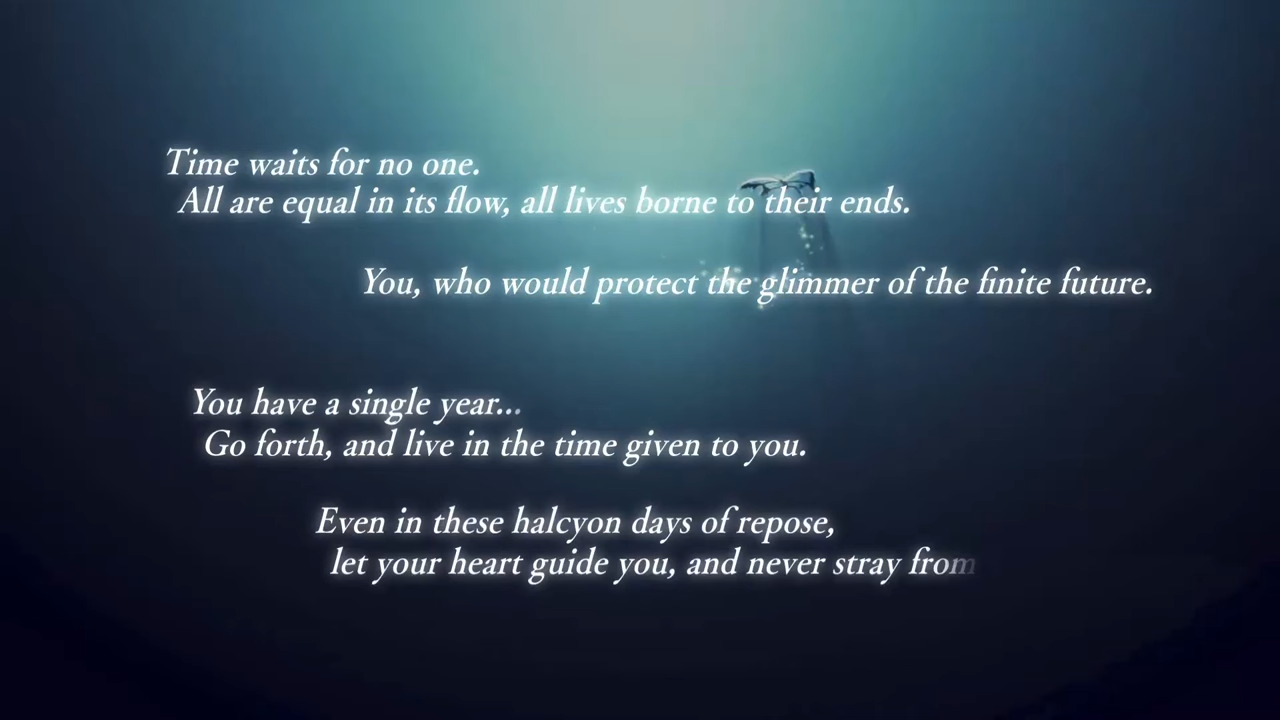 Time waits for no one.
All are equal in its flow, all lives borne to their ends.
You, who would protect the glimmer of the finite future.
You have a single year...
Go forth, and live in the time given to you.
Even in these halcyon days of repose,
let your heart guide you, and never stray from